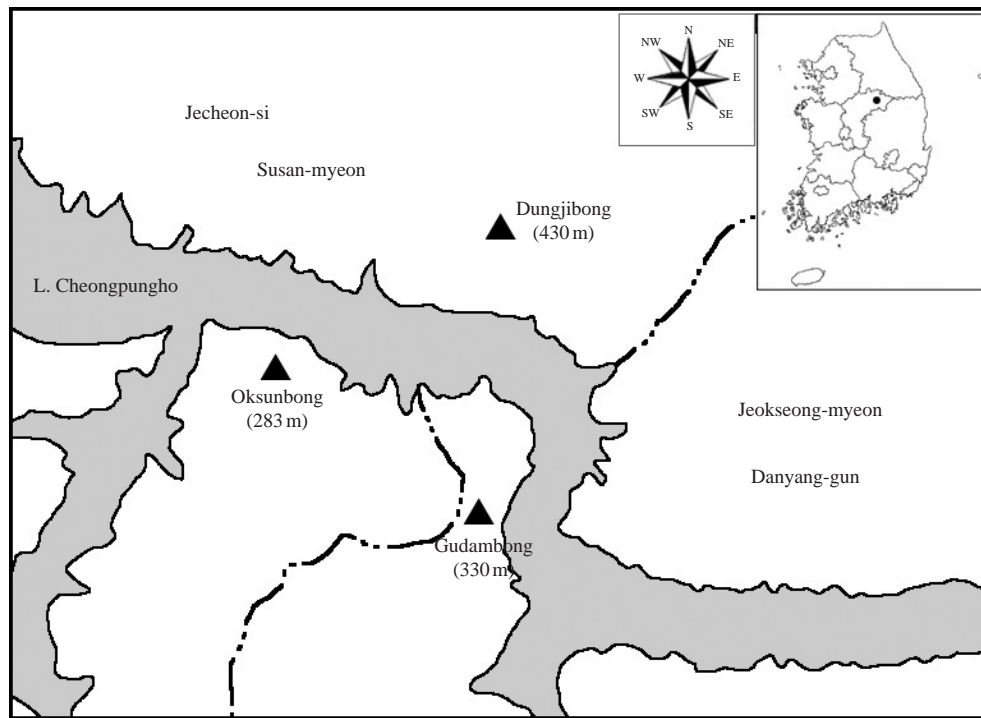 N
NW
NE
W
E
SW
SE
S
Jecheon-si
Susan-myeon
Dungjibong
(430 m)
L. Cheongpungho
Oksunbong
(283 m)
Jeokseong-myeon
Danyang-gun
Gudambong
(330 m)